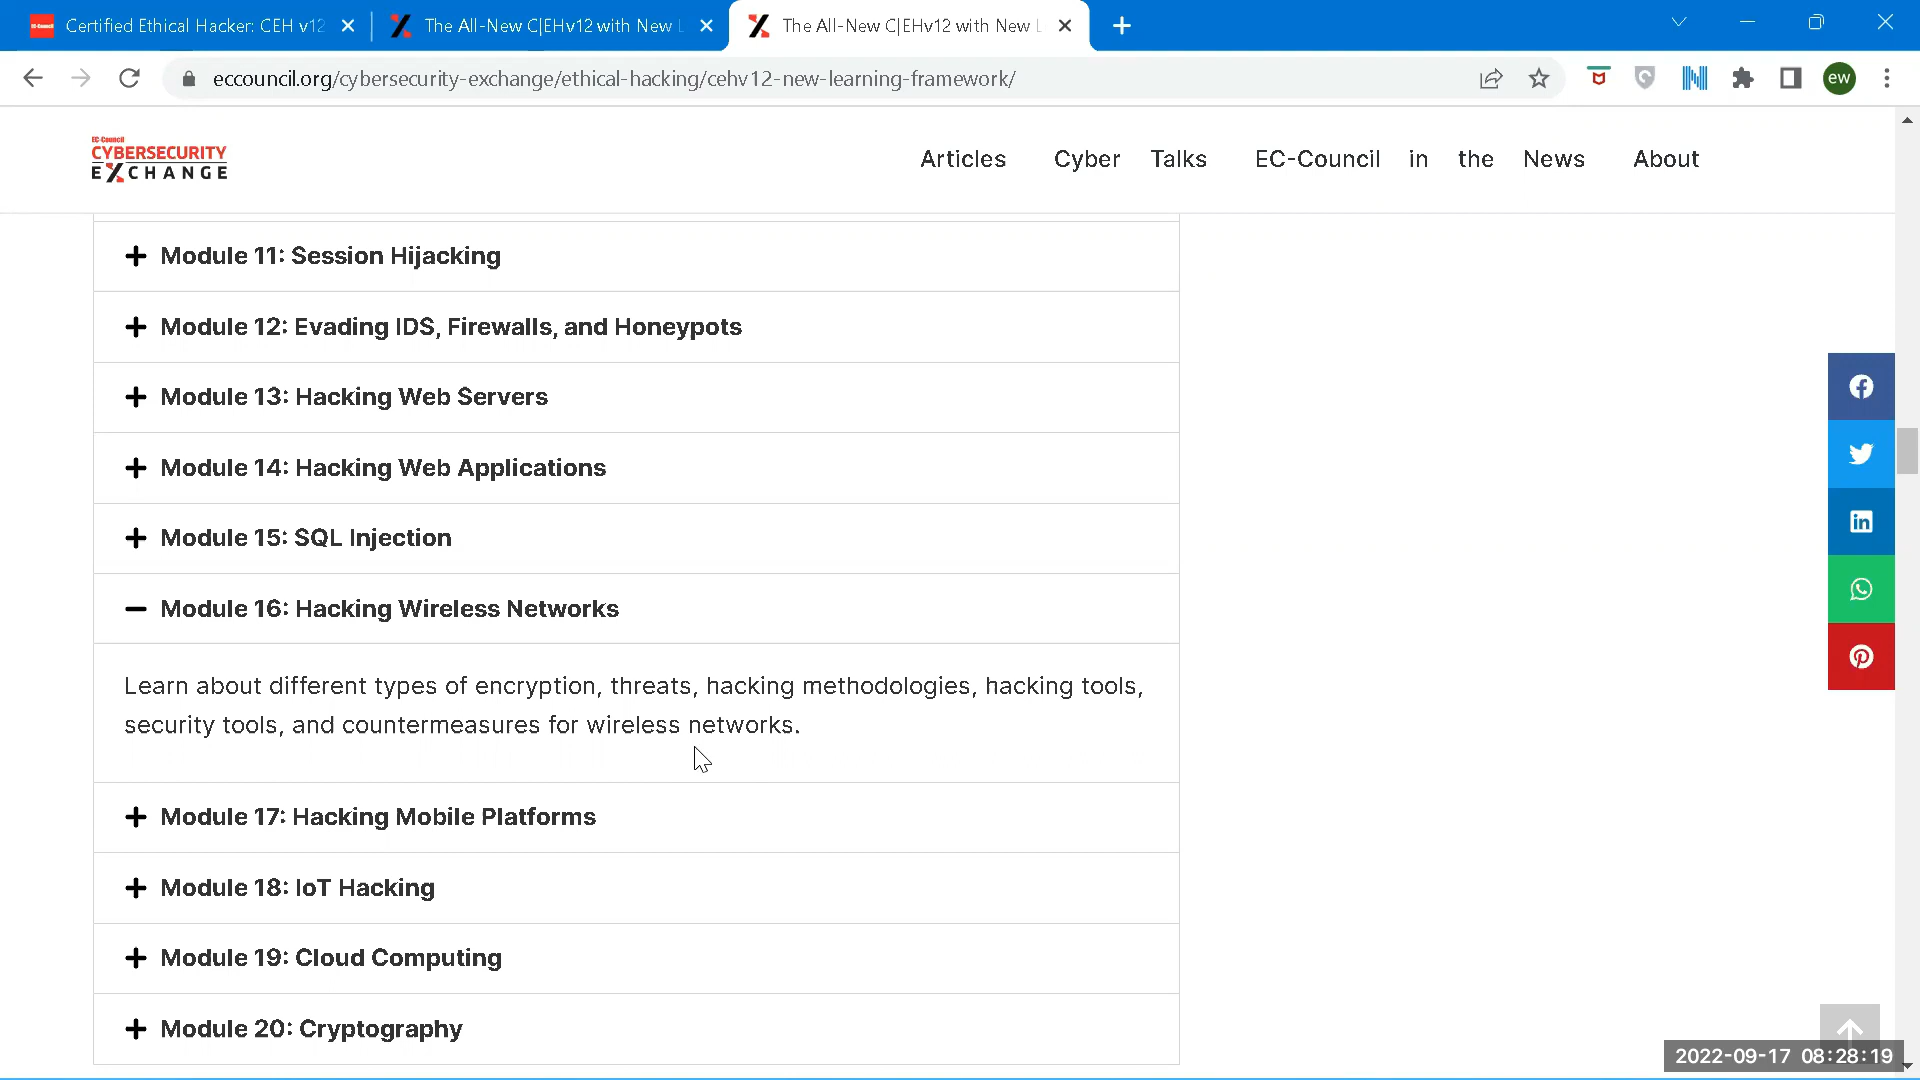 Certified Ethical Hacker: CEH v12
The All-New C|EHv12 with New L
The All-New C|EHv12 with New L
eccouncil.org/cybersecurity-exchange/ethical-hacking/cehv12-new-learning-framework/
ew
EC-Council
CYBERSECURITY
EXCHANGE
Articles Cyber Talks EC-Council in the News About
Module 11: Session Hijacking
Module 12: Evading IDS, Firewalls, and Honeypots
Module 13: Hacking Web Servers
Module 14: Hacking Web Applications
Module 15: SQL Injection
Module 16: Hacking Wireless Networks
Learn about different types of encryption, threats, hacking methodologies, hacking tools,
security tools, and countermeasures for wireless networks.
Module 17: Hacking Mobile Platforms
Module 18: IoT Hacking
Module 19: Cloud Computing
Module 20: Cryptography
2022-09-17 08:28:19